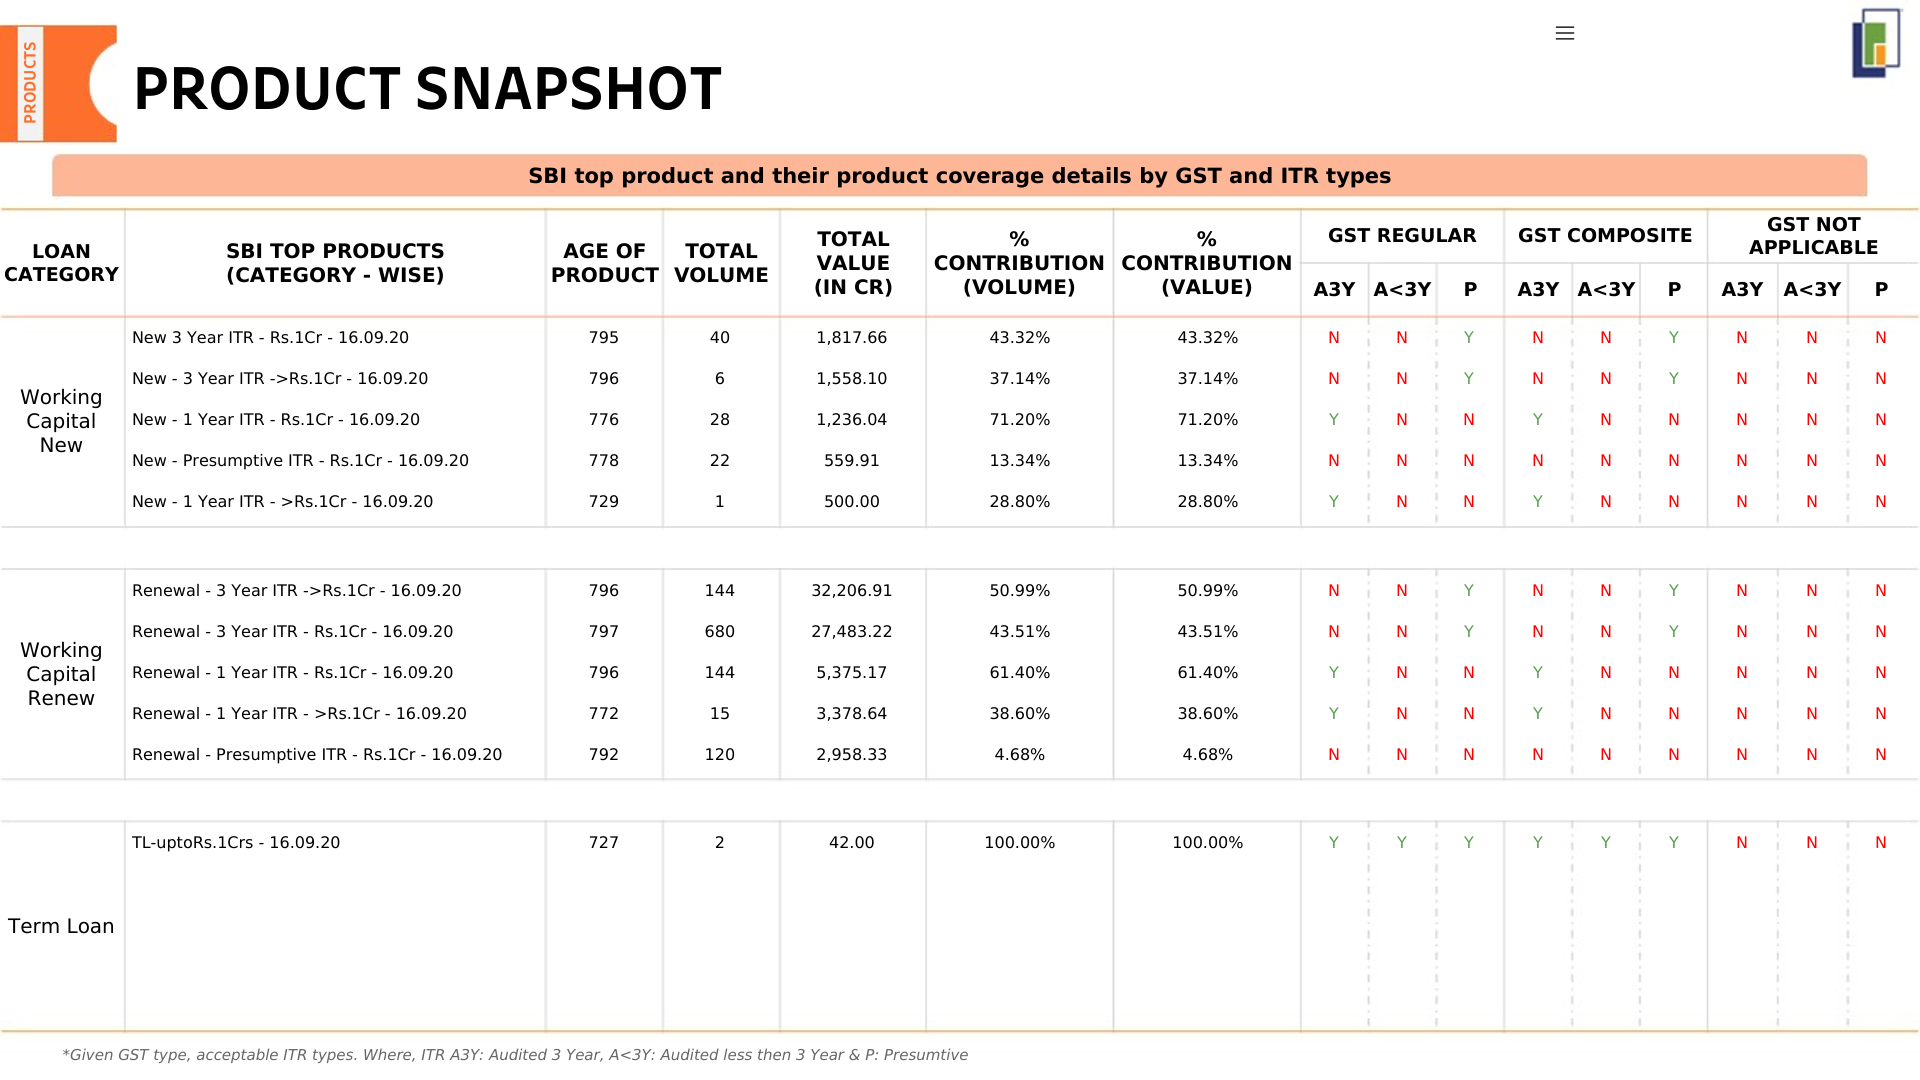 PRODUCTS
PRODUCT SNAPSHOT
SBI top product and their product coverage details by GST and ITR types
LOAN CATEGORY SBI TOP PRODUCTS (CATEGORY - WISE) AGE OF PRODUCT TOTAL VOLUME TOTAL VALUE (IN CR) % CONTRIBUTION (VOLUME) % CONTRIBUTION (VALUE) GST REGULAR GST COMPOSITE GST NOT APPLICABLE
A3Y A<3Y P A3Y A<3Y P A3Y A<3Y P
Working Capital New
New 3 Year ITR - Rs.1Cr - 16.09.20 795 40 1,817.66 43.32% 43.32% N N Y N N Y N N N
New - 3 Year ITR ->Rs.1Cr - 16.09.20 796 6 1,558.10 37.14% 37.14% N N Y N N Y N N N
New - 1 Year ITR - Rs.1Cr - 16.09.20 776 28 1,236.04 71.20% 71.20% Y N N Y N N N N N
New - Presumptive ITR - Rs.1Cr - 16.09.20 778 22 559.91 13.34% 13.34% N N N N N N N N N
New - 1 Year ITR - >Rs.1Cr - 16.09.20 729 1 500.00 28.80% 28.80% Y N N Y N N N N N
Working Capital Renew
Renewal - 3 Year ITR ->Rs.1Cr - 16.09.20 796 144 32,206.91 50.99% 50.99% N N Y N N Y N N N
Renewal - 3 Year ITR - Rs.1Cr - 16.09.20 797 680 27,483.22 43.51% 43.51% N N Y N N Y N N N
Renewal - 1 Year ITR - Rs.1Cr - 16.09.20 796 144 5,375.17 61.40% 61.40% Y N N Y N N N N N
Renewal - 1 Year ITR - >Rs.1Cr - 16.09.20 772 15 3,378.64 38.60% 38.60% Y N N Y N N N N N
Renewal - Presumptive ITR - Rs.1Cr - 16.09.20 792 120 2,958.33 4.68% 4.68% N N N N N N N N N
Term Loan
TL-uptoRs.1Crs - 16.09.20 727 2 42.00 100.00% 100.00% Y Y Y Y Y Y N N N
*Given GST type, acceptable ITR types. Where, ITR A3Y: Audited 3 Year, A<3Y: Audited less then 3 Year & P: Presumtive